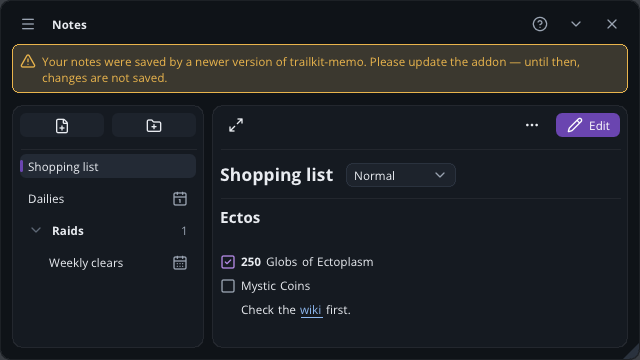 Notes
Your notes were saved by a newer version of trailkit-memo. Please update the addon — until then,
changes are not saved.
Shopping list
Dailies
1
Raids 1
Weekly clears
Edit
Shopping list Normal
Ectos
250 Globs of Ectoplasm
Mystic Coins
Check the wiki first.